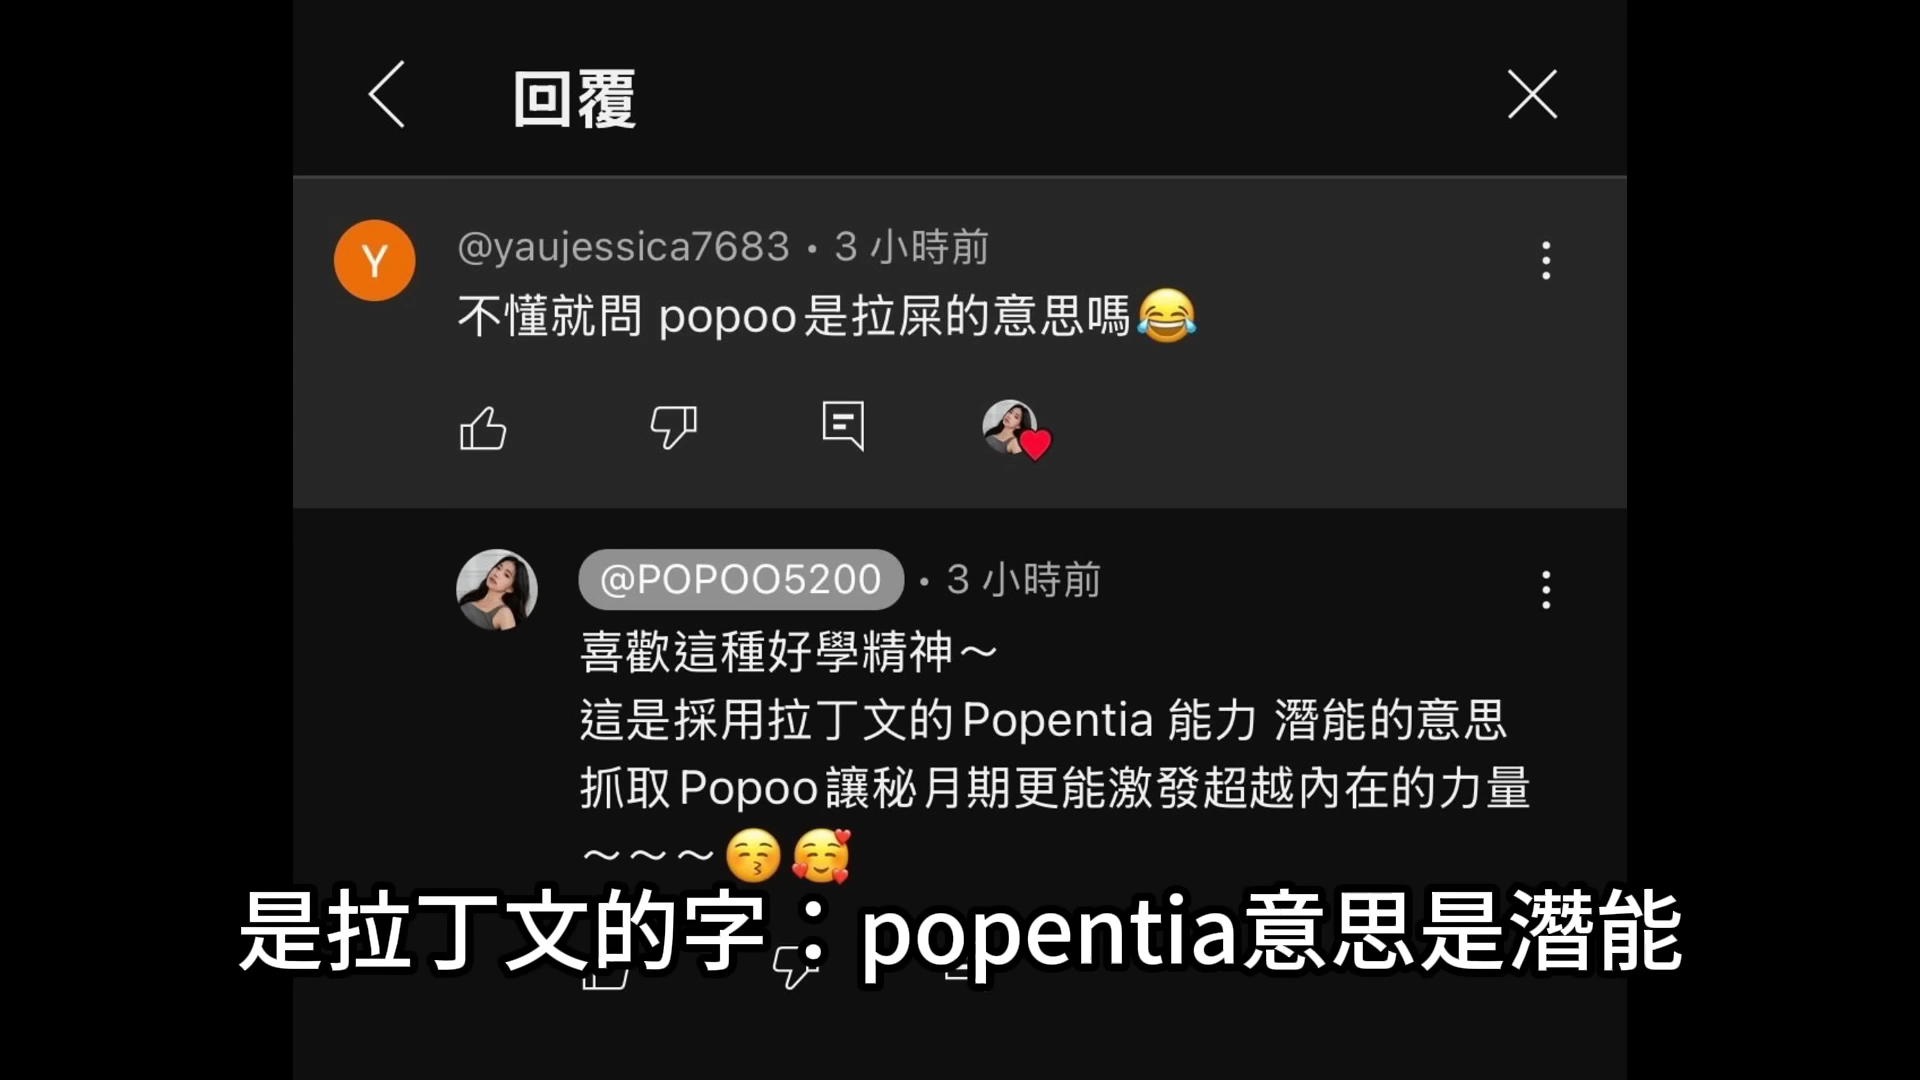 回覆
Y
@yaujessica7683 • 3 小時前
不懂就問 popoo是拉屎的意思嗎😂
@POPOO5200 • 3 小時前
喜歡這種好學精神～
這是採用拉丁文的Popentia 能力 潛能的意思
抓取Popoo讓秘月期更能激發超越內在的力量
～～～😚🥰
是拉丁文的字：popentia意思是潛能